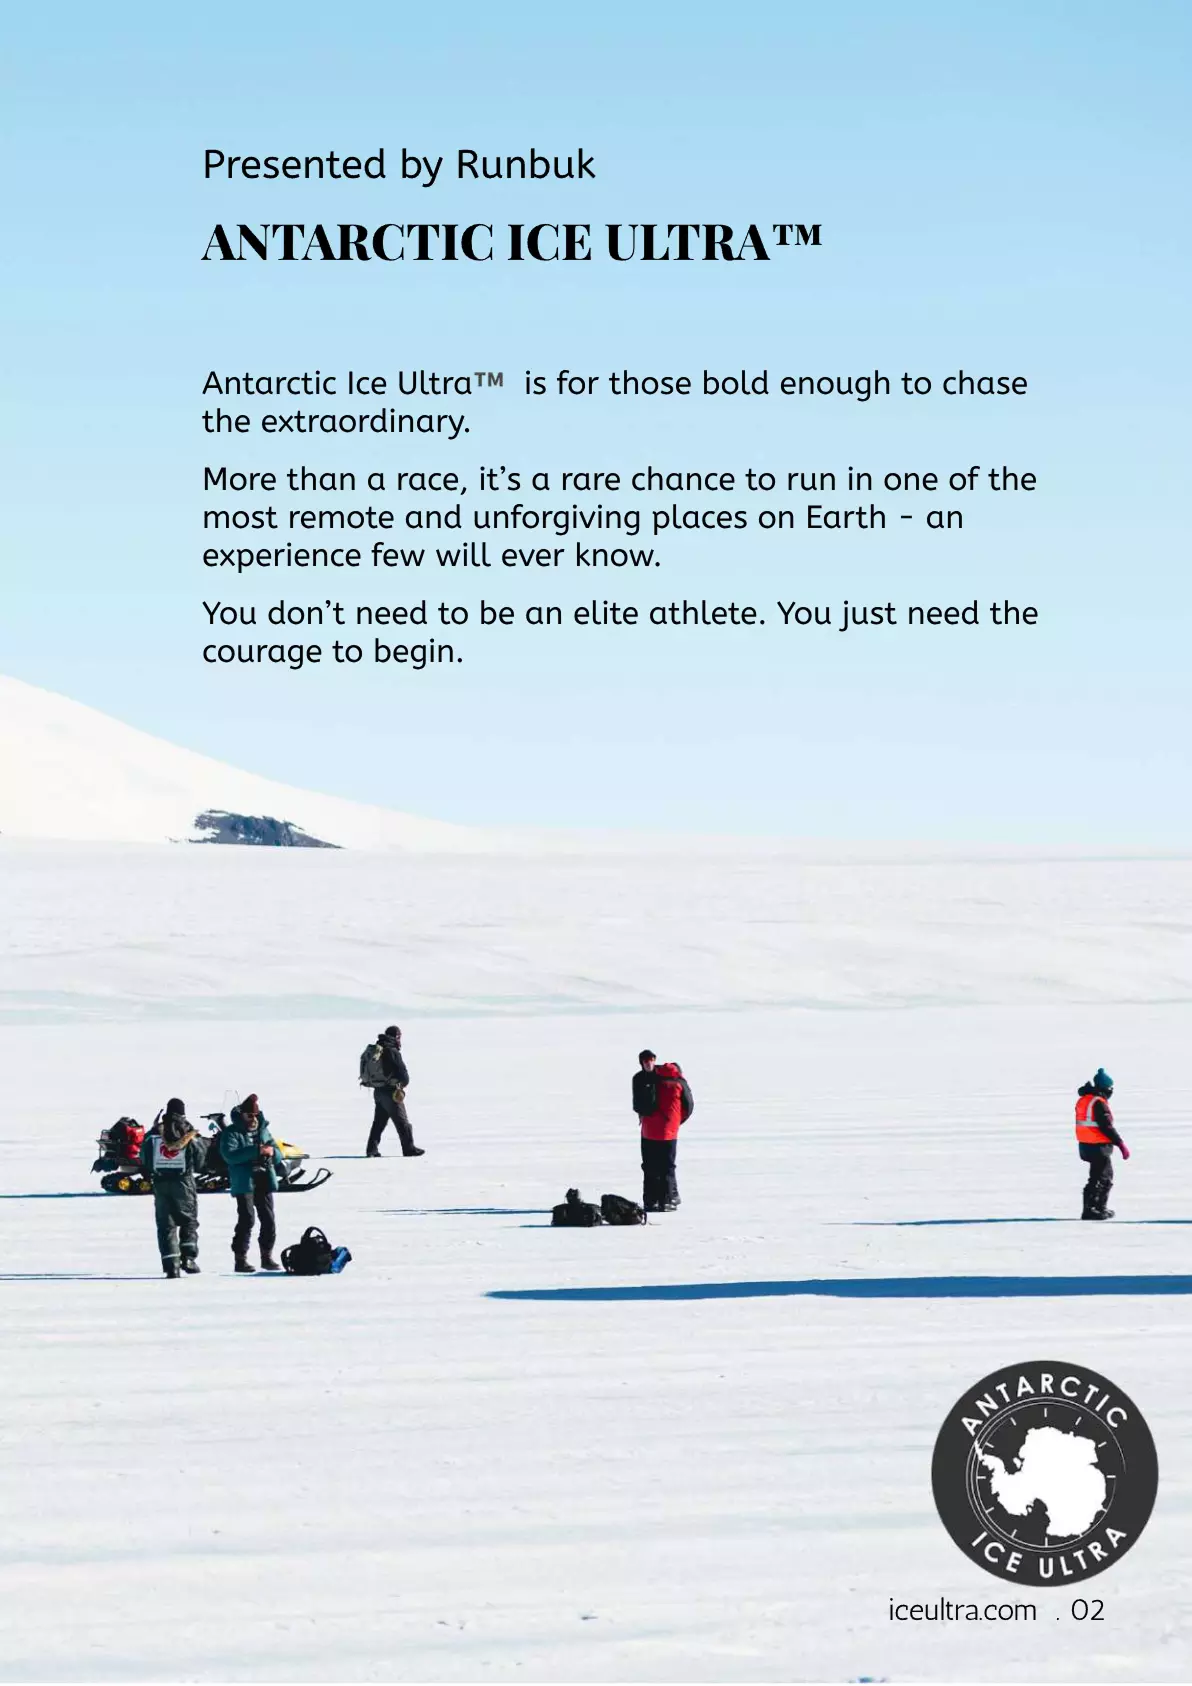 Presented by Runbuk
ANTARCTIC ICE ULTRA™
Antarctic Ice Ultra™ is for those bold enough to chase
the extraordinary.
More than a race, it’s a rare chance to run in one of the
most remote and unforgiving places on Earth - an
experience few will ever know.
You don’t need to be an elite athlete. You just need the
courage to begin.
ANTARCTIC
ICE ULTRA
iceultra.com . 02